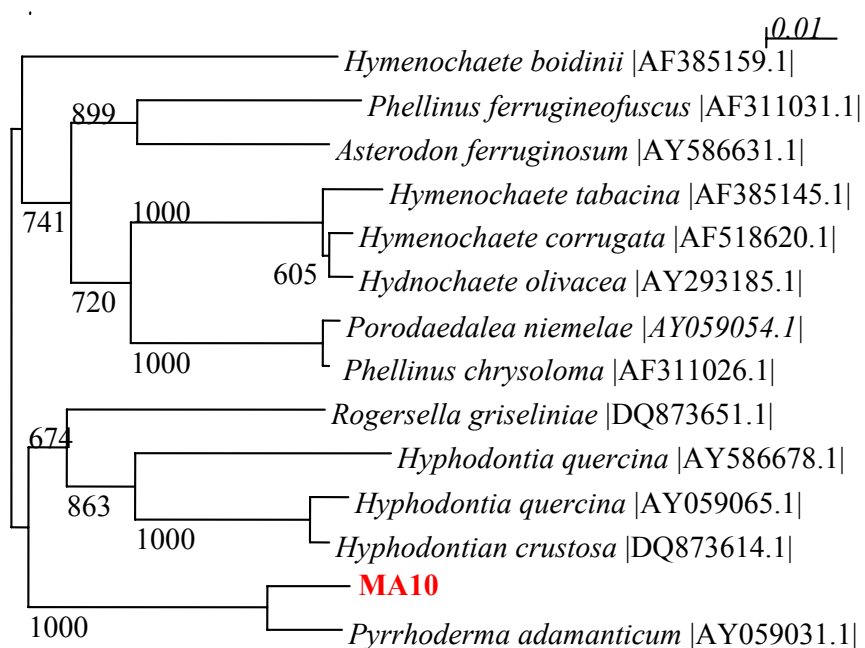 0.01
Hymenochaete boidinii |AF385159.1|
899
Phellinus ferrugineofuscus |AF311031.1|
Asterodon ferruginosum |AY586631.1|
Hymenochaete tabacina |AF385145.1|
741
1000
Hymenochaete corrugata |AF518620.1|
605
Hydnochaete olivacea |AY293185.1|
720
Porodaedalea niemelae |AY059054.1|
1000
Phellinus chrysoloma |AF311026.1|
Rogersella griseliniae |DQ873651.1|
674
Hyphodontia quercina |AY586678.1|
863
Hyphodontia quercina |AY059065.1|
1000
Hyphodontian crustosa |DQ873614.1|
MA10
1000
Pyrrhoderma adamanticum |AY059031.1|